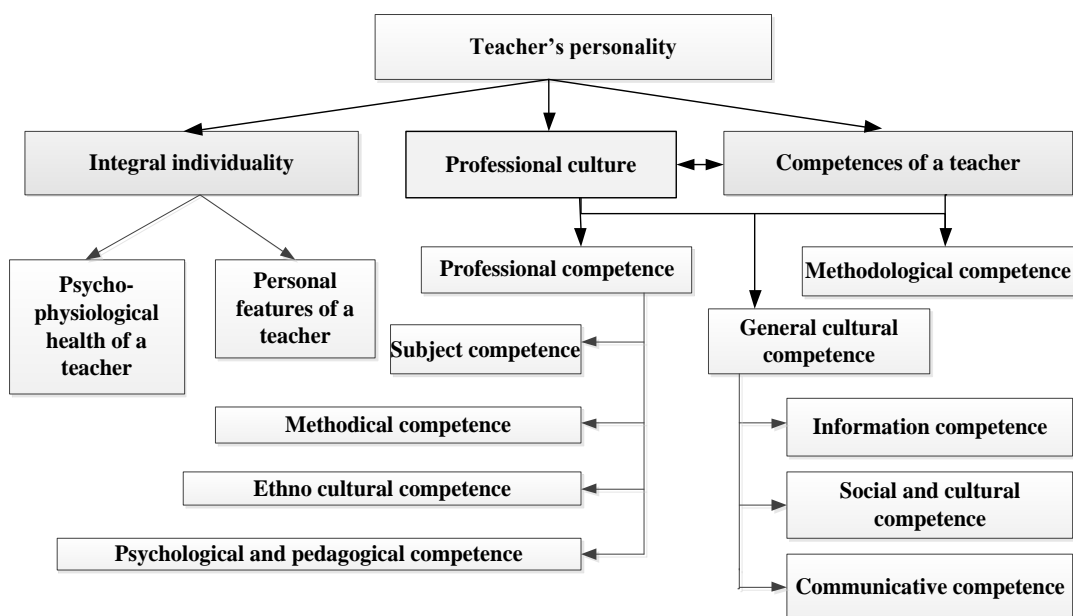 Teacher's personality
Integral individuality
Professional culture
Competences of a teacher
Psycho-
physiological
health of a
teacher
Personal
features of a
teacher
Professional competence
Methodological competence
Subject competence
General cultural
competence
Methodical competence
Information competence
Ethno cultural competence
Social and cultural
competence
Psychological and pedagogical competence
Communicative competence